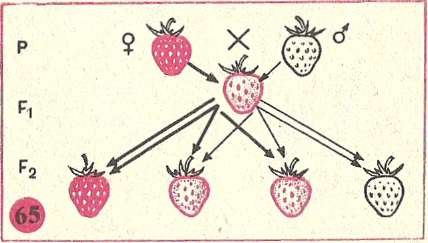 P ♀ × ♂
F₁
F₂
65